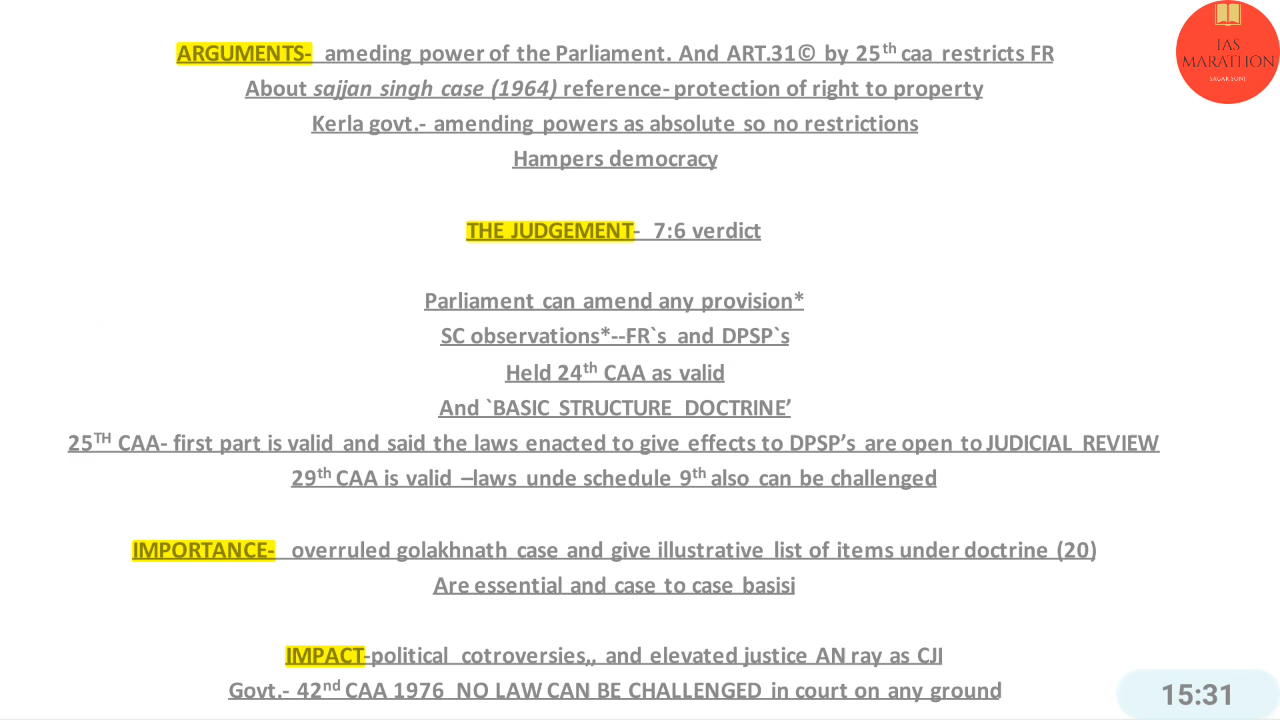 ARGUMENTS- ameding power of the Parliament. And ART.31© by 25th caa restricts FR
About sajjan singh case (1964) reference- protection of right to property
Kerla govt.- amending powers as absolute so no restrictions
Hampers democracy
THE JUDGEMENT- 7:6 verdict
Parliament can amend any provision*
SC observations*--FR`s and DPSP`s
Held 24th CAA as valid
And `BASIC STRUCTURE DOCTRINE’
25TH CAA- first part is valid and said the laws enacted to give effects to DPSP’s are open to JUDICIAL REVIEW
29th CAA is valid –laws unde schedule 9th also can be challenged
IMPORTANCE- overruled golakhnath case and give illustrative list of items under doctrine (20)
Are essential and case to case basisi
IMPACT-political cotroversies,, and elevated justice AN ray as CJI
Govt.- 42nd CAA 1976 NO LAW CAN BE CHALLENGED in court on any ground
IAS
MARATHON
SAGAR SONI
15:31